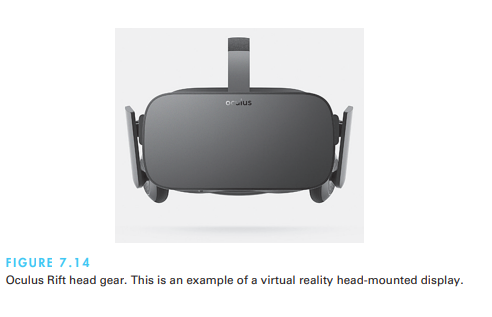 oculus
FIGURE 7.14
Oculus Rift head gear. This is an example of a virtual reality head-mounted display.